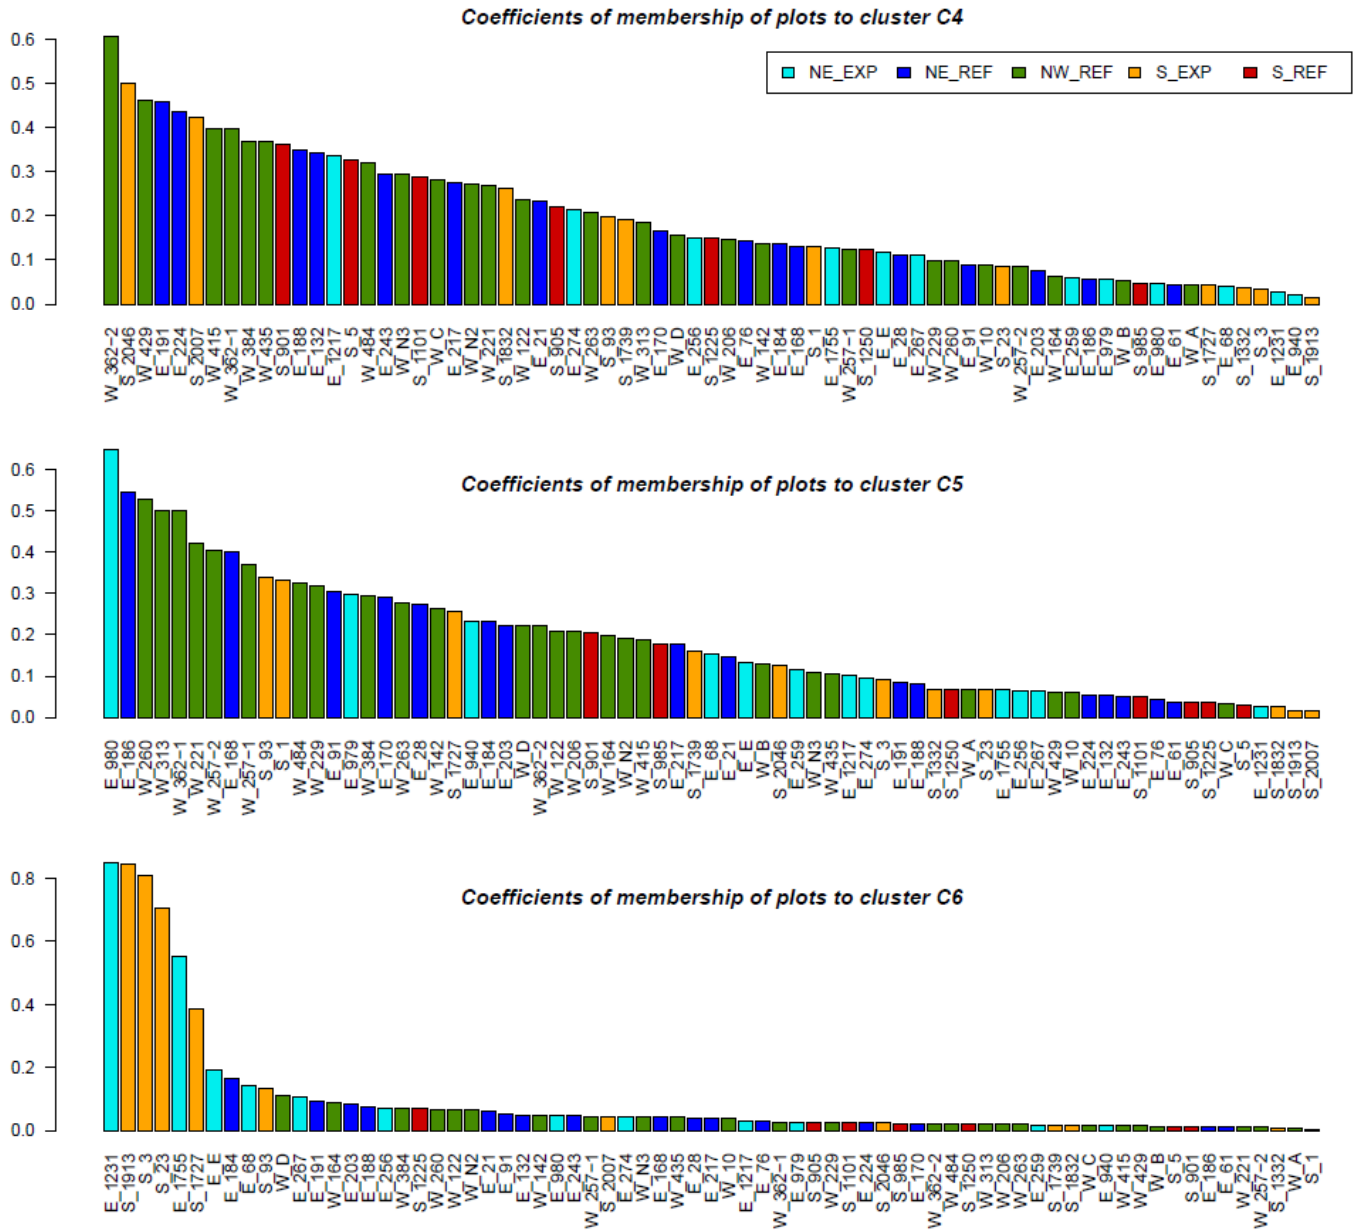 Coefficients of membership of plots to cluster C4
NE_EXP NE_REF NW_REF S_EXP S_REF
0.6
0.5
0.4
0.3
0.2
0.1
0.0
W_362-2 S_2046 W_429 E_191 E_224 S_2007 W_415 W_362-1 W_384 W_435 S_901 E_188 E_132 E_1217 S_5 W_484 E_243 W_N3 S_1101 W_C E_217 W_N2 W_221 S_1832 W_122 E_21 S_905 E_274 W_263 S_93 S_1739 W_313 E_170 W_D E_256 S_1225 W_206 E_76 W_142 E_184 E_168 S_1 E_1755 W_257-1 S_1250 E_E E_28 E_267 W_229 W_260 E_91 W_10 S_23 W_257-2 E_203 W_164 E_259 E_186 E_979 W_B S_985 E_980 E_61 W_A S_1727 E_68 S_1332 S_3 E_1231 E_940 S_1913
Coefficients of membership of plots to cluster C5
0.6
0.5
0.4
0.3
0.2
0.1
0.0
E_980 E_186 W_260 W_313 W_362-1 W_221 W_257-2 E_168 W_257-1 S_93 S_1 W_484 W_229 E_91 E_979 W_384 E_170 W_263 E_28 W_142 S_1727 E_940 E_184 E_203 W_D W_362-2 W_122 W_206 S_901 W_164 W_N2 W_415 S_985 E_217 S_1739 E_68 E_21 E_E W_B S_2046 E_259 W_N3 W_435 E_1217 E_274 S_3 E_191 E_188 S_1332 S_1250 W_A S_23 E_1755 E_256 E_267 W_429 W_10 E_224 E_132 E_243 S_1101 E_76 E_61 S_905 S_1225 W_C S_5 E_1231 S_1832 S_1913 S_2007
Coefficients of membership of plots to cluster C6
0.8
0.6
0.4
0.2
0.0
E_1231 S_1913 S_3 S_23 E_1755 S_1727 E_E E_184 E_68 S_93 W_D E_267 E_191 W_164 E_203 E_188 E_256 W_384 S_1225 W_260 W_122 W_N2 E_21 E_91 E_132 W_142 E_980 E_243 W_257-1 S_2007 E_274 W_N3 E_168 W_435 E_28 E_217 W_10 E_1217 E_76 W_362-1 E_979 S_905 W_229 S_1101 E_224 S_2046 S_985 E_170 W_362-2 W_484 S_1250 W_313 W_206 W_263 E_259 S_1739 S_1832 W_C E_940 W_415 W_429 W_B S_5 S_901 E_186 E_61 W_221 W_257-2 S_1332 W_A S_1